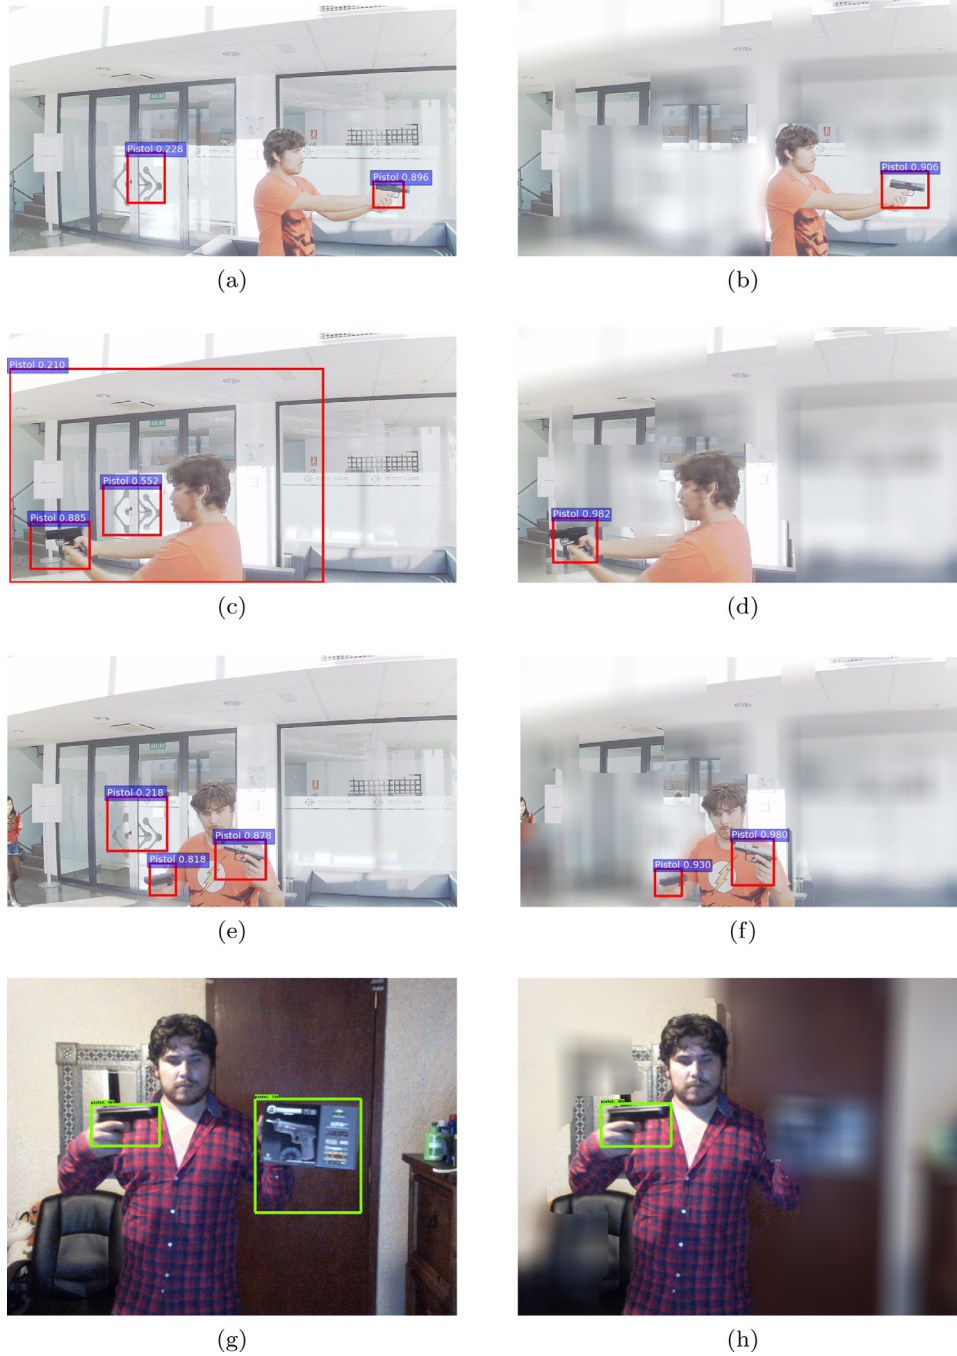 Pistol 0.228
Pistol 0.896
Pistol 0.906
(a)
(b)
Pistol 0.210
Pistol 0.552
Pistol 0.885
Pistol 0.982
(c)
(d)
Pistol 0.218
Pistol 0.878
Pistol 0.818
Pistol 0.980
Pistol 0.930
(e)
(f)
(g)
(h)